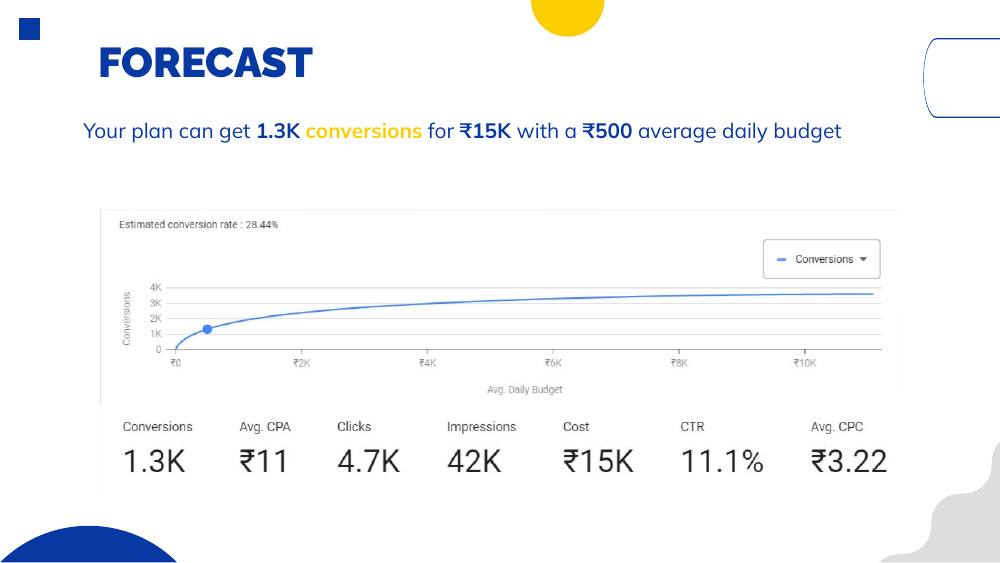 FORECAST
Your plan can get 1.3K conversions for ₹15K with a ₹500 average daily budget
Estimated conversion rate : 28.44%
Conversions
Conversions
4K
3K
2K
1K
0
₹0 ₹2K ₹4K ₹6K ₹8K ₹10K
Avg. Daily Budget
Conversions Avg. CPA Clicks Impressions Cost CTR Avg. CPC
1.3K ₹11 4.7K 42K ₹15K 11.1% ₹3.22